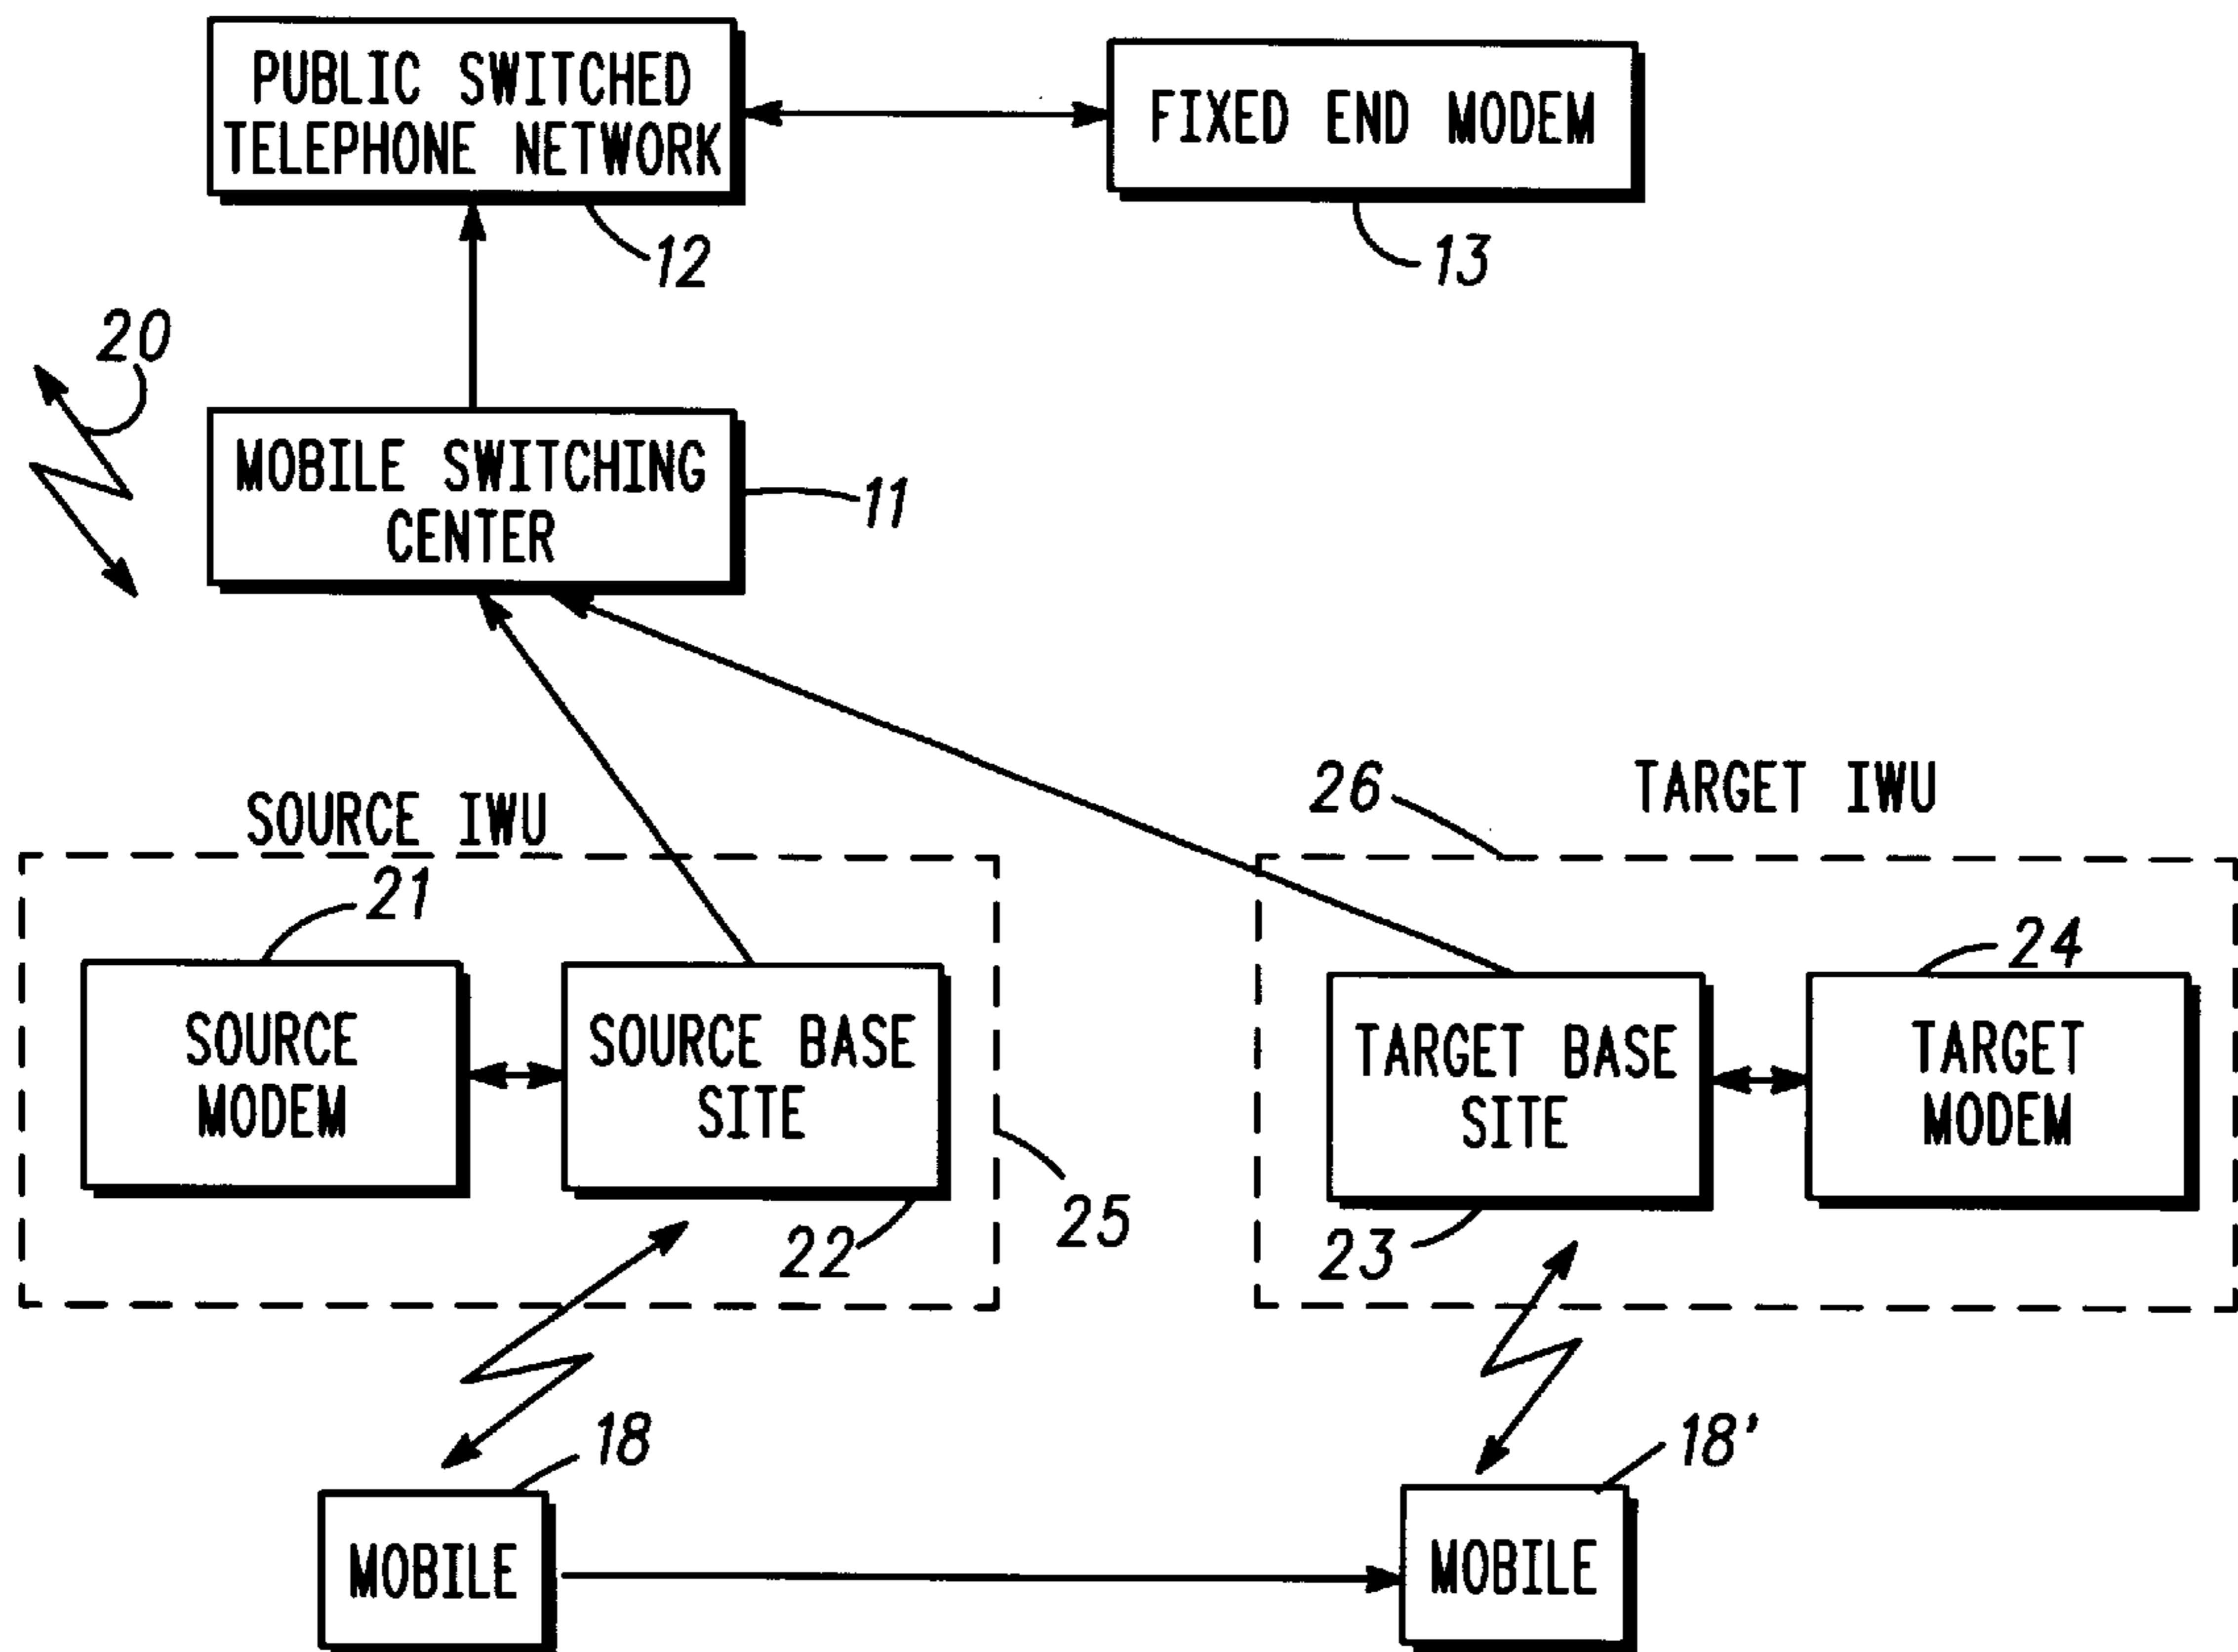 PUBLIC SWITCHED
TELEPHONE NETWORK
12
FIXED END MODEM
13
20
MOBILE SWITCHING
CENTER
11
SOURCE IWU
26
TARGET IWU
21
SOURCE
MODEM
SOURCE BASE
SITE
22
25
TARGET BASE
SITE
23
24
TARGET
MODEM
18
MOBILE
18'
MOBILE